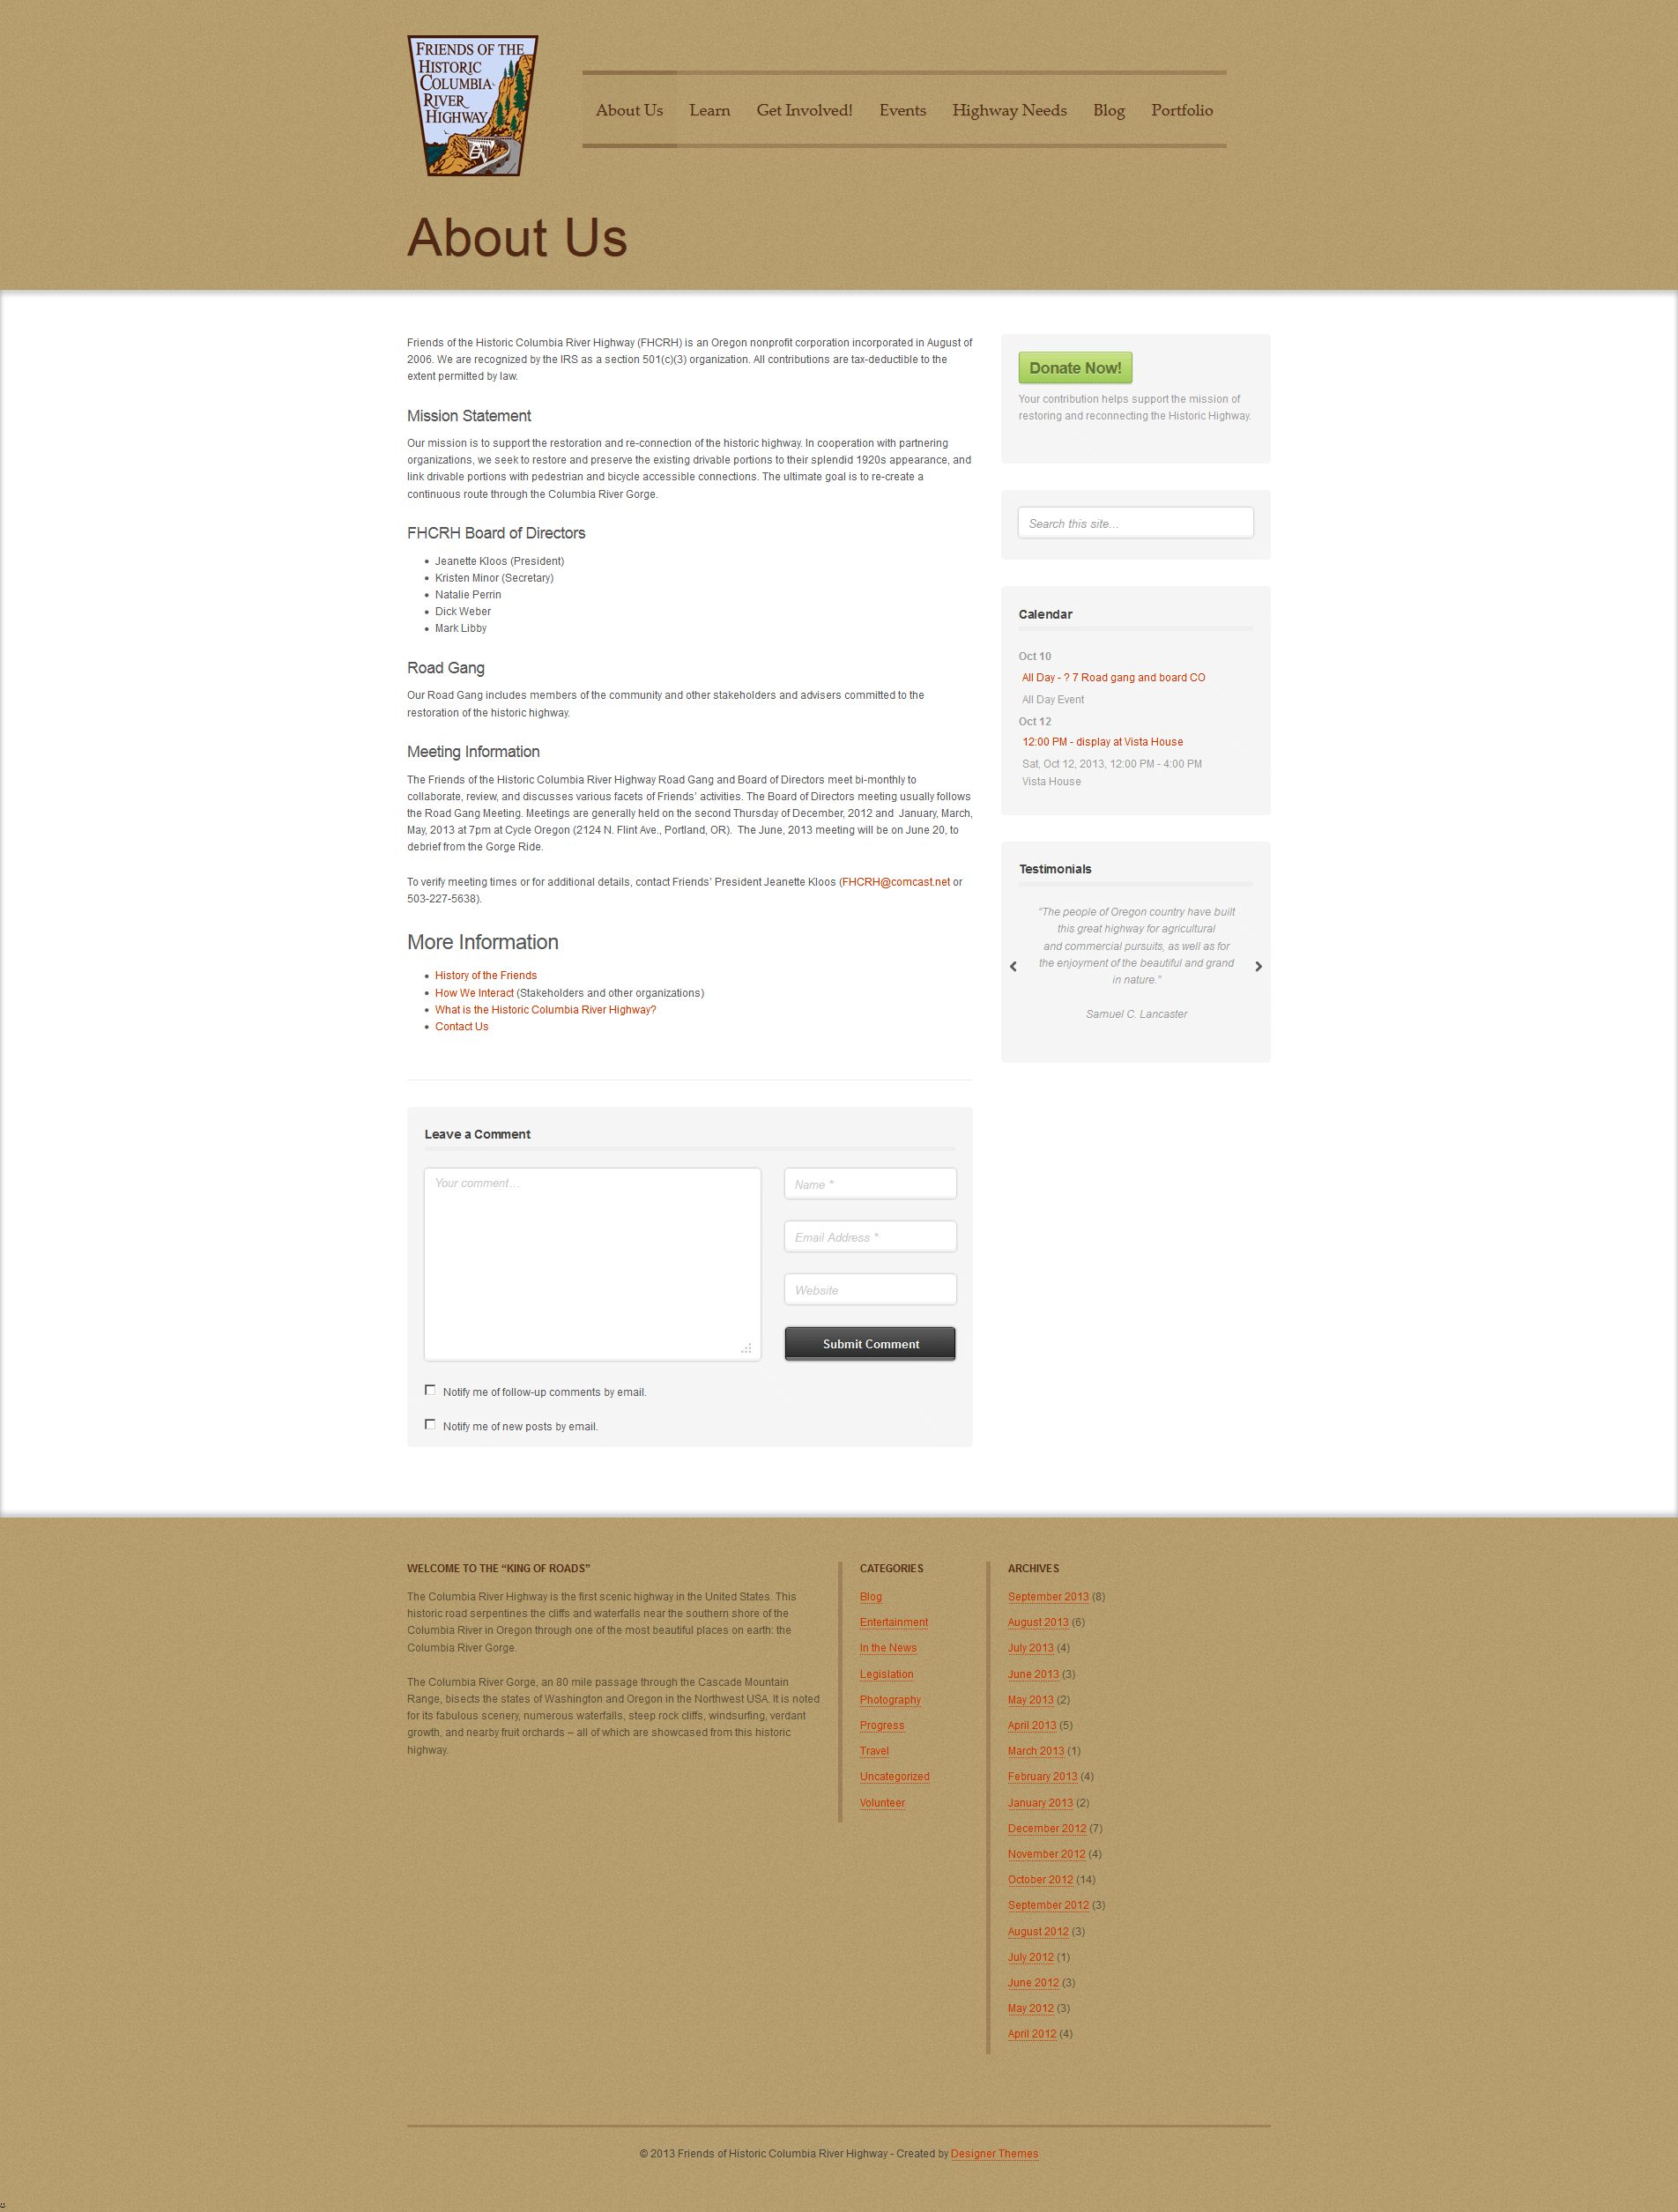 FRIENDS OF THE
HISTORIC
COLUMBIA
RIVER
HIGHWAY
About Us
Learn
Get Involved!
Events
Highway Needs
Blog
Portfolio
About Us
Friends of the Historic Columbia River Highway (FHCRH) is an Oregon nonprofit corporation incorporated in August of
2006. We are recognized by the IRS as a section 501(c)(3) organization. All contributions are tax-deductible to the
extent permitted by law.
Mission Statement
Our mission is to support the restoration and re-connection of the historic highway. In cooperation with partnering
organizations, we seek to restore and preserve the existing drivable portions to their splendid 1920s appearance, and
link drivable portions with pedestrian and bicycle accessible connections. The ultimate goal is to re-create a
continuous route through the Columbia River Gorge.
FHCRH Board of Directors
• Jeanette Kloos (President)
• Kristen Minor (Secretary)
• Natalie Perrin
• Dick Weber
• Mark Libby
Road Gang
Our Road Gang includes members of the community and other stakeholders and advisers committed to the
restoration of the historic highway.
Meeting Information
The Friends of the Historic Columbia River Highway Road Gang and Board of Directors meet bi-monthly to
collaborate, review, and discusses various facets of Friends’ activities. The Board of Directors meeting usually follows
the Road Gang Meeting. Meetings are generally held on the second Thursday of December, 2012 and January, March,
May, 2013 at 7pm at Cycle Oregon (2124 N. Flint Ave., Portland, OR). The June, 2013 meeting will be on June 20, to
debrief from the Gorge Ride.
To verify meeting times or for additional details, contact Friends’ President Jeanette Kloos (FHCRH@comcast.net or
503-227-5638).
More Information
• History of the Friends
• How We Interact (Stakeholders and other organizations)
• What is the Historic Columbia River Highway?
• Contact Us
Leave a Comment
Your comment...
Name *
Email Address *
Website
Submit Comment
Notify me of follow-up comments by email.
Notify me of new posts by email.
Donate Now!
Your contribution helps support the mission of
restoring and reconnecting the Historic Highway.
Search this site...
Calendar
Oct 10
All Day - ? 7 Road gang and board CO
All Day Event
Oct 12
12:00 PM - display at Vista House
Sat, Oct 12, 2013, 12:00 PM - 4:00 PM
Vista House
Testimonials
"The people of Oregon country have built
this great highway for agricultural
and commercial pursuits, as well as for
the enjoyment of the beautiful and grand
in nature."
Samuel C. Lancaster
WELCOME TO THE “KING OF ROADS”
The Columbia River Highway is the first scenic highway in the United States. This
historic road serpentines the cliffs and waterfalls near the southern shore of the
Columbia River in Oregon through one of the most beautiful places on earth: the
Columbia River Gorge.
The Columbia River Gorge, an 80 mile passage through the Cascade Mountain
Range, bisects the states of Washington and Oregon in the Northwest USA. It is noted
for its fabulous scenery, numerous waterfalls, steep rock cliffs, windsurfing, verdant
growth, and nearby fruit orchards – all of which are showcased from this historic
highway.
CATEGORIES
Blog
Entertainment
In the News
Legislation
Photography
Progress
Travel
Uncategorized
Volunteer
ARCHIVES
September 2013 (8)
August 2013 (6)
July 2013 (4)
June 2013 (3)
May 2013 (2)
April 2013 (5)
March 2013 (1)
February 2013 (4)
January 2013 (2)
December 2012 (7)
November 2012 (4)
October 2012 (14)
September 2012 (3)
August 2012 (3)
July 2012 (1)
June 2012 (3)
May 2012 (3)
April 2012 (4)
© 2013 Friends of Historic Columbia River Highway - Created by Designer Themes